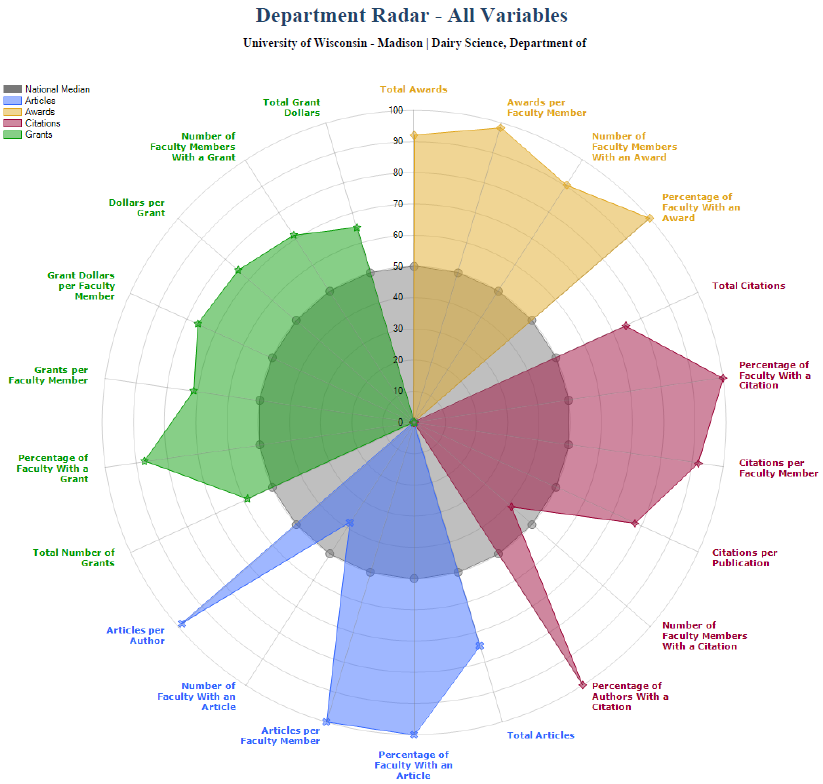 Department Radar - All Variables
University of Wisconsin - Madison | Dairy Science, Department of
National Median
Articles
Awards
Citations
Grants
Total Awards
Awards per
Faculty Member
Number of
Faculty Members
With an Award
Percentage of
Faculty With an
Award
Total Citations
Percentage of
Faculty With a
Citation
Citations per
Faculty Member
Citations per
Publication
Number of
Faculty Members
With a Citation
Percentage of
Authors With a
Citation
Total Articles
Percentage of
Faculty With an
Article
Articles per
Faculty Member
Number of
Faculty With an
Article
Articles per
Author
Total Number of
Grants
Percentage of
Faculty With a
Grant
Grants per
Faculty Member
Grant Dollars
per Faculty
Member
Dollars per
Grant
Number of
Faculty Members
With a Grant
Total Grant
Dollars
100
90
80
70
60
50
40
30
20
10
0